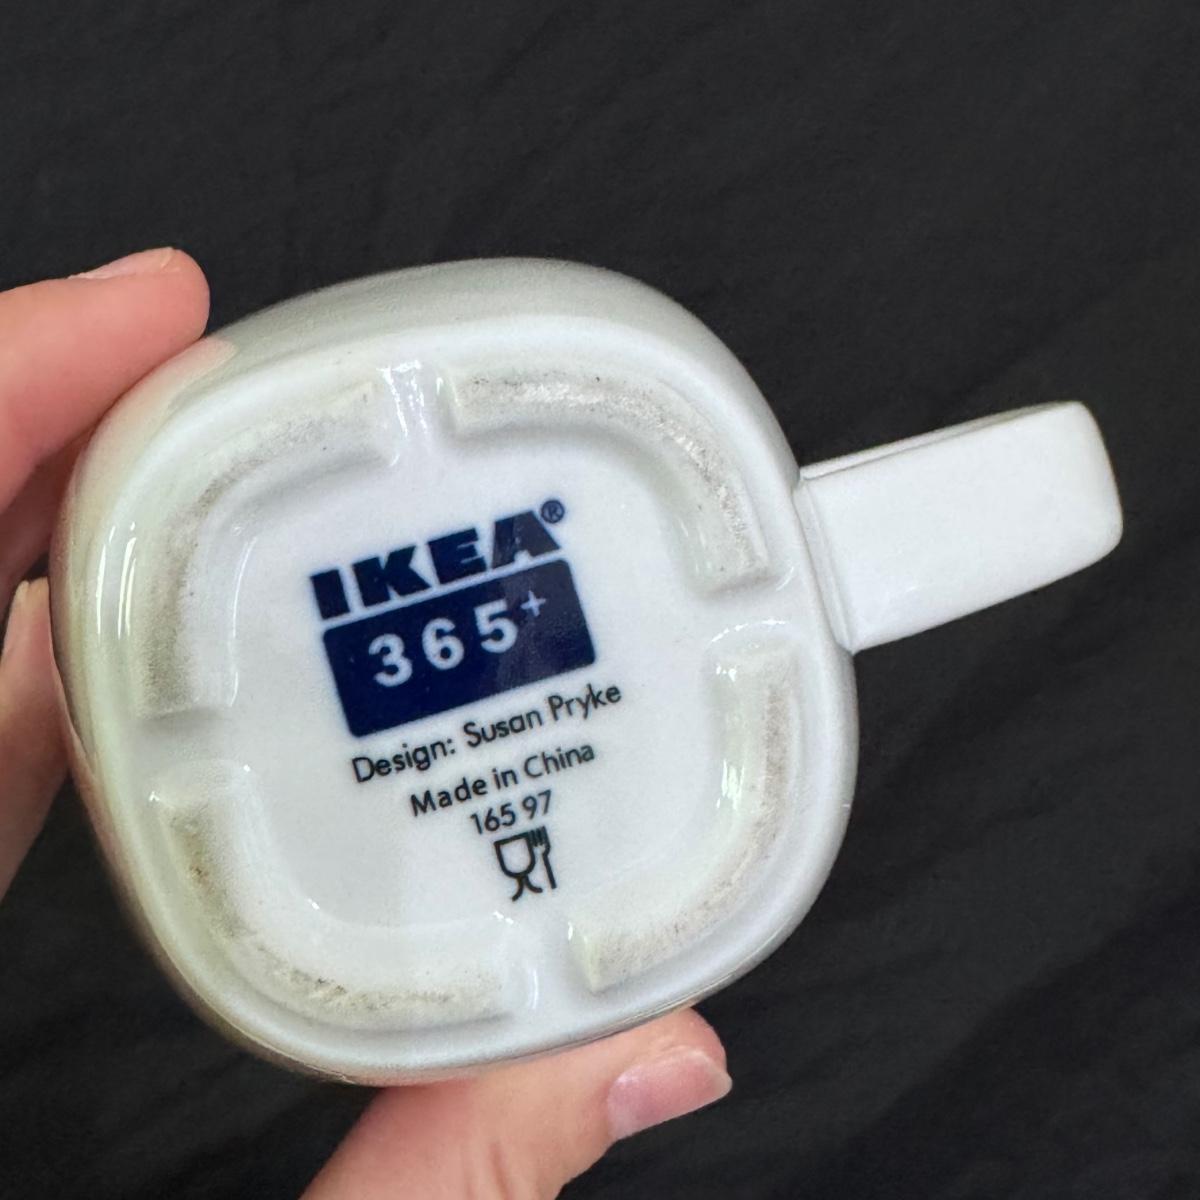 IKEA®
365+
Design: Susan Pryke
Made in China
165 97